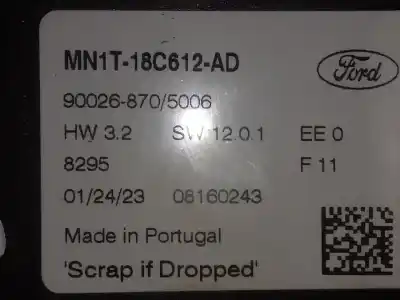 MN1T-18C612-AD
Ford
90026-870/5006
HW 3.2 SW 12.0.1 EE 0
8295 F 11
01/24/23 08160243
Made in Portugal
'Scrap if Dropped'